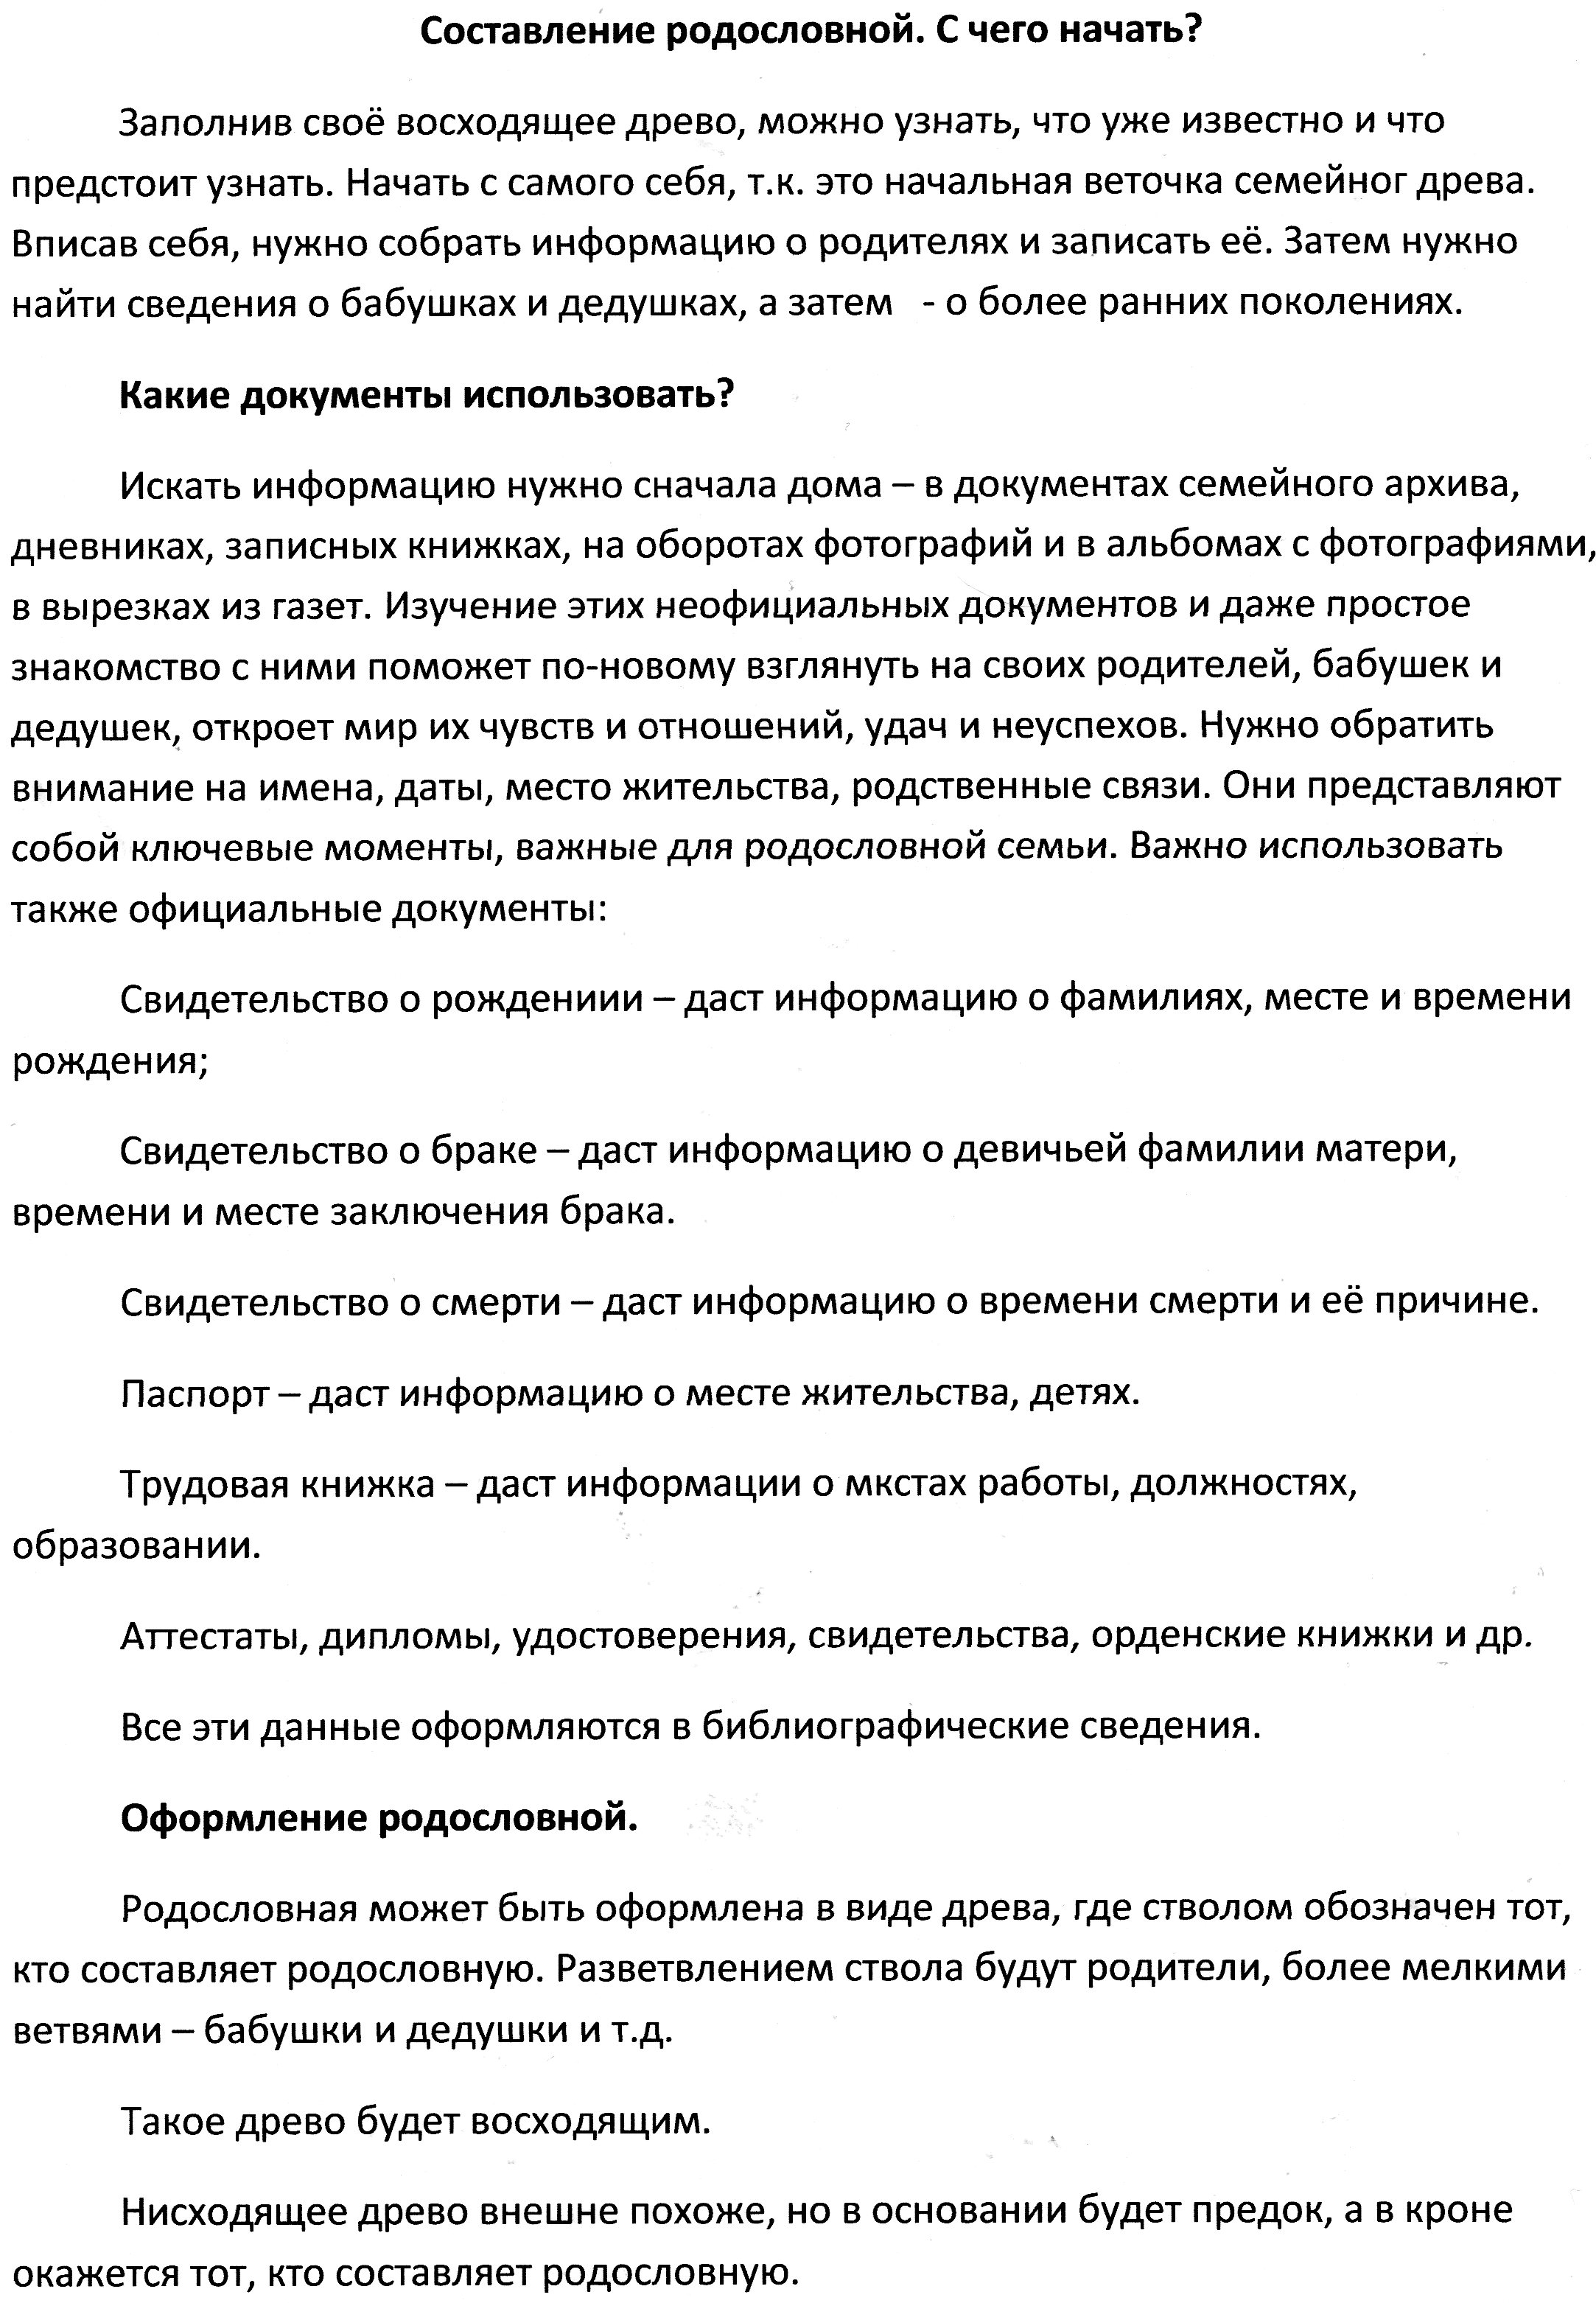 Составление родословной. С чего начать?
Заполнив своё восходящее древо, можно узнать, что уже известно и что
предстоит узнать. Начать с самого себя, т.к. это начальная веточка семейног древа.
Вписав себя, нужно собрать информацию о родителях и записать её. Затем нужно
найти сведения о бабушках и дедушках, а затем - о более ранних поколениях.
Какие документы использовать?
Искать информацию нужно сначала дома – в документах семейного архива,
дневниках, записных книжках, на оборотах фотографий и в альбомах с фотографиями,
в вырезках из газет. Изучение этих неофициальных документов и даже простое
знакомство с ними поможет по-новому взглянуть на своих родителей, бабушек и
дедушек, откроет мир их чувств и отношений, удач и неуспехов. Нужно обратить
внимание на имена, даты, место жительства, родственные связи. Они представляют
собой ключевые моменты, важные для родословной семьи. Важно использовать
также официальные документы:
Свидетельство о рождениии – даст информацию о фамилиях, месте и времени
рождения;
Свидетельство о браке – даст информацию о девичьей фамилии матери,
времени и месте заключения брака.
Свидетельство о смерти – даст информацию о времени смерти и её причине.
Паспорт – даст информацию о месте жительства, детях.
Трудовая книжка – даст информации о мкстах работы, должностях,
образовании.
Аттестаты, дипломы, удостоверения, свидетельства, орденские книжки и др.
Все эти данные оформляются в библиографические сведения.
Оформление родословной.
Родословная может быть оформлена в виде древа, где стволом обозначен тот,
кто составляет родословную. Разветвлением ствола будут родители, более мелкими
ветвями – бабушки и дедушки и т.д.
Такое древо будет восходящим.
Нисходящее древо внешне похоже, но в основании будет предок, а в кроне
окажется тот, кто составляет родословную.